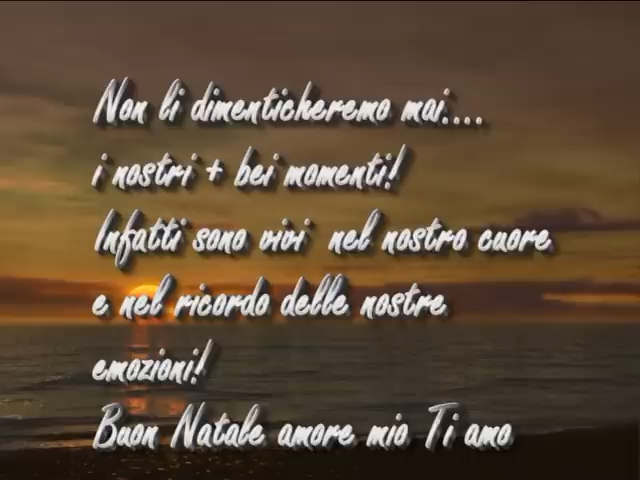 Non li dimenticheremo mai....
i nostri + bei momenti!
Infatti sono vivi nel nostro cuore
e nel ricordo delle nostre
emozioni!
Buon Natale amore mio Ti amo